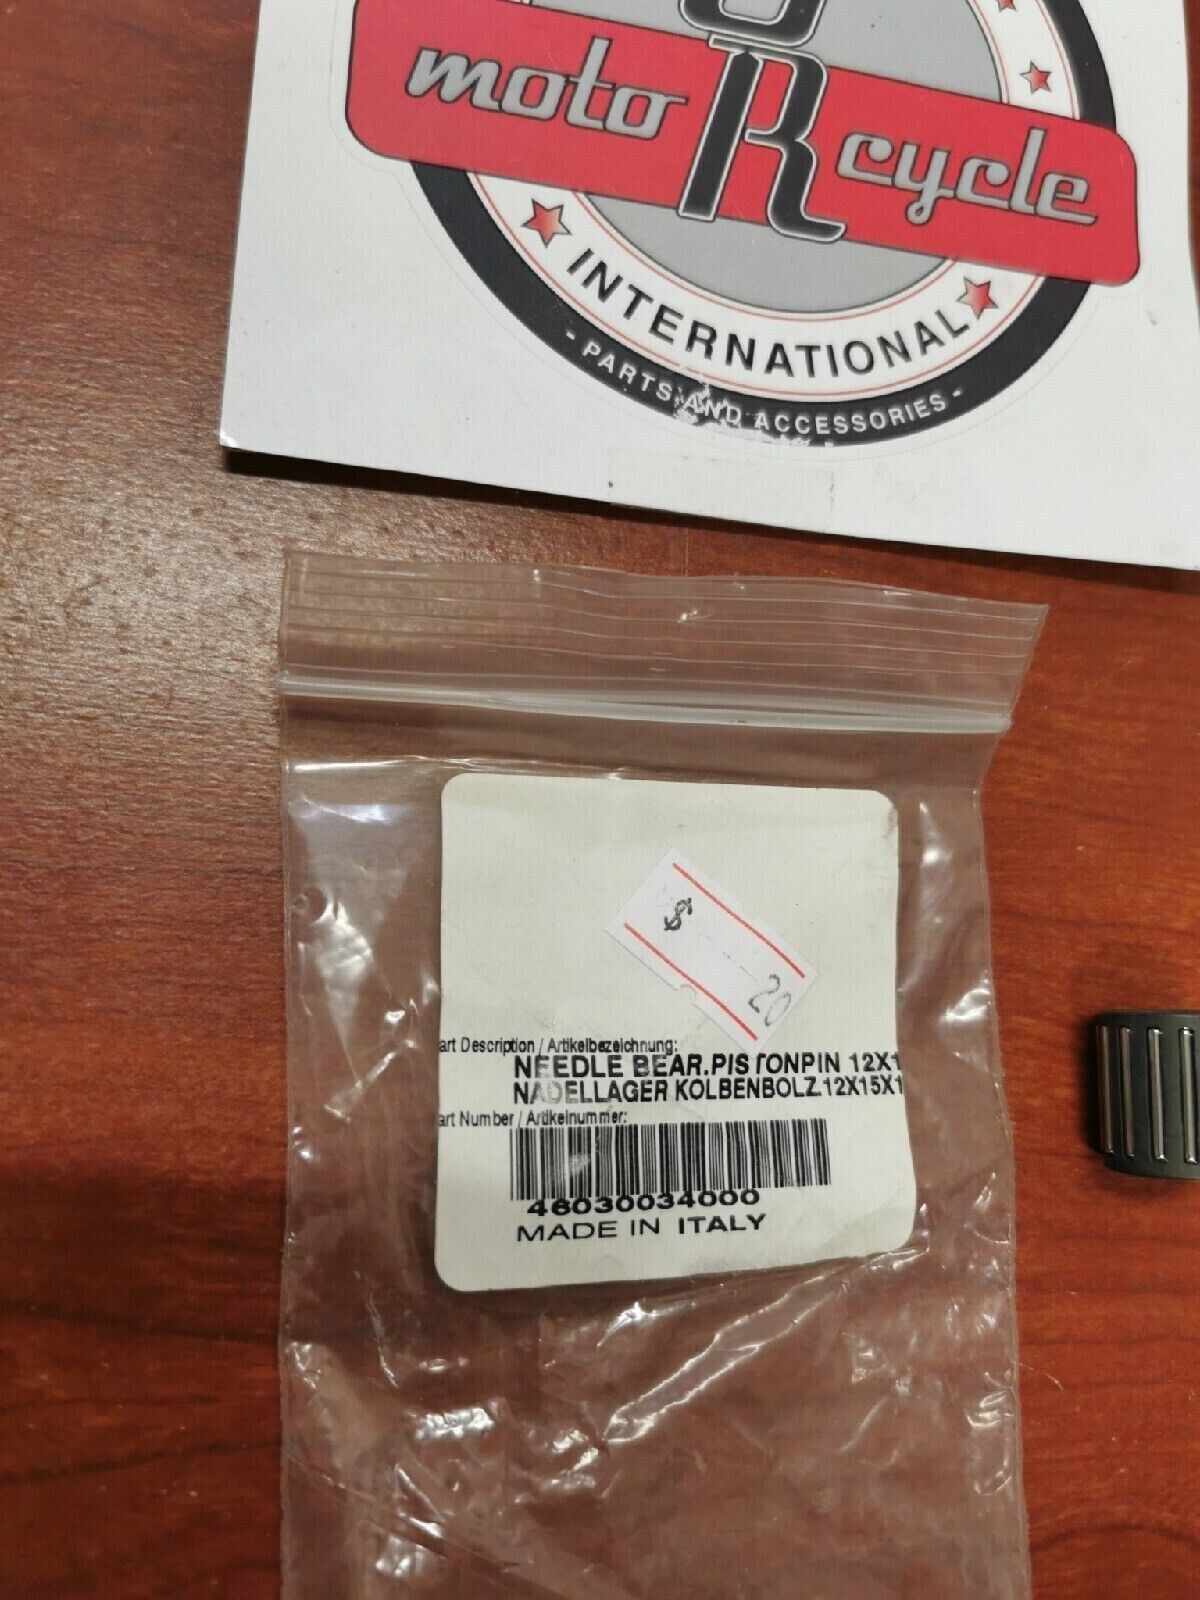 moto R cycle
INTERNATIONAL
- PARTS AND ACCESSORIES -
$ 20
art Description / Artikelbezeichnung:
NEEDLE BEAR.PISTONPIN 12X1
NADELLAGER KOLBENBOLZ.12X15X1
art Number / Artikelnummer:
46030034000
MADE IN ITALY